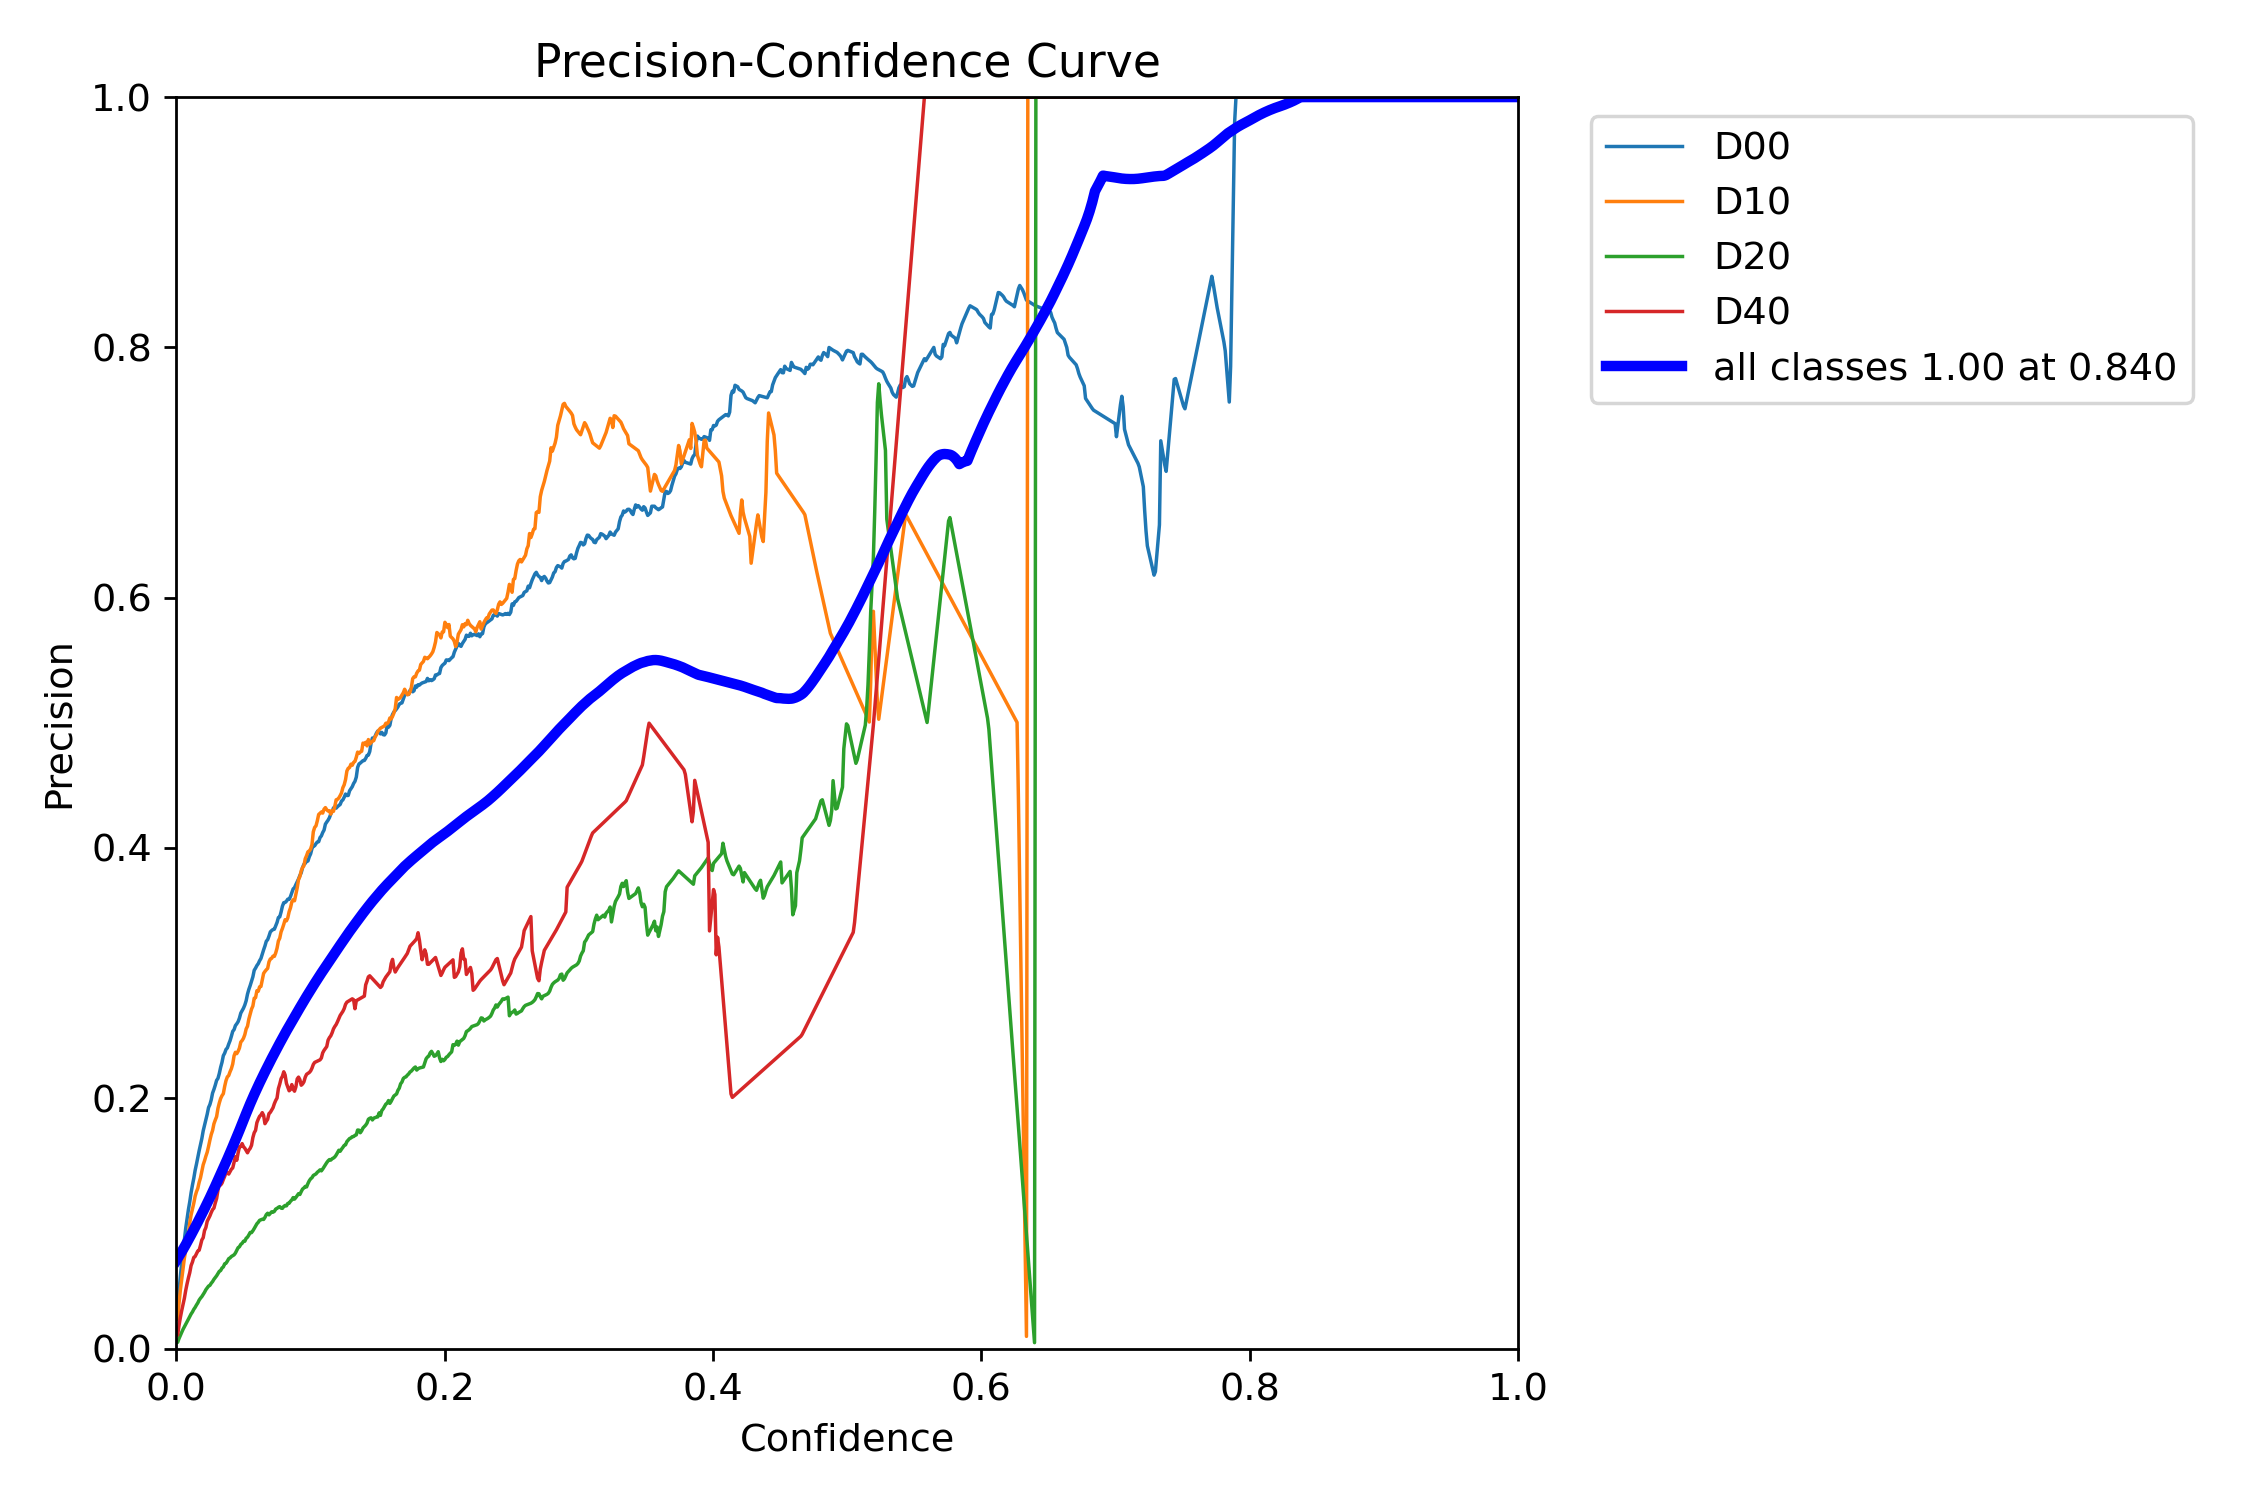 Precision-Confidence Curve
1.0
0.8
0.6
0.4
0.2
0.0
Precision
0.0 0.2 0.4 0.6 0.8 1.0
Confidence
D00
D10
D20
D40
all classes 1.00 at 0.840